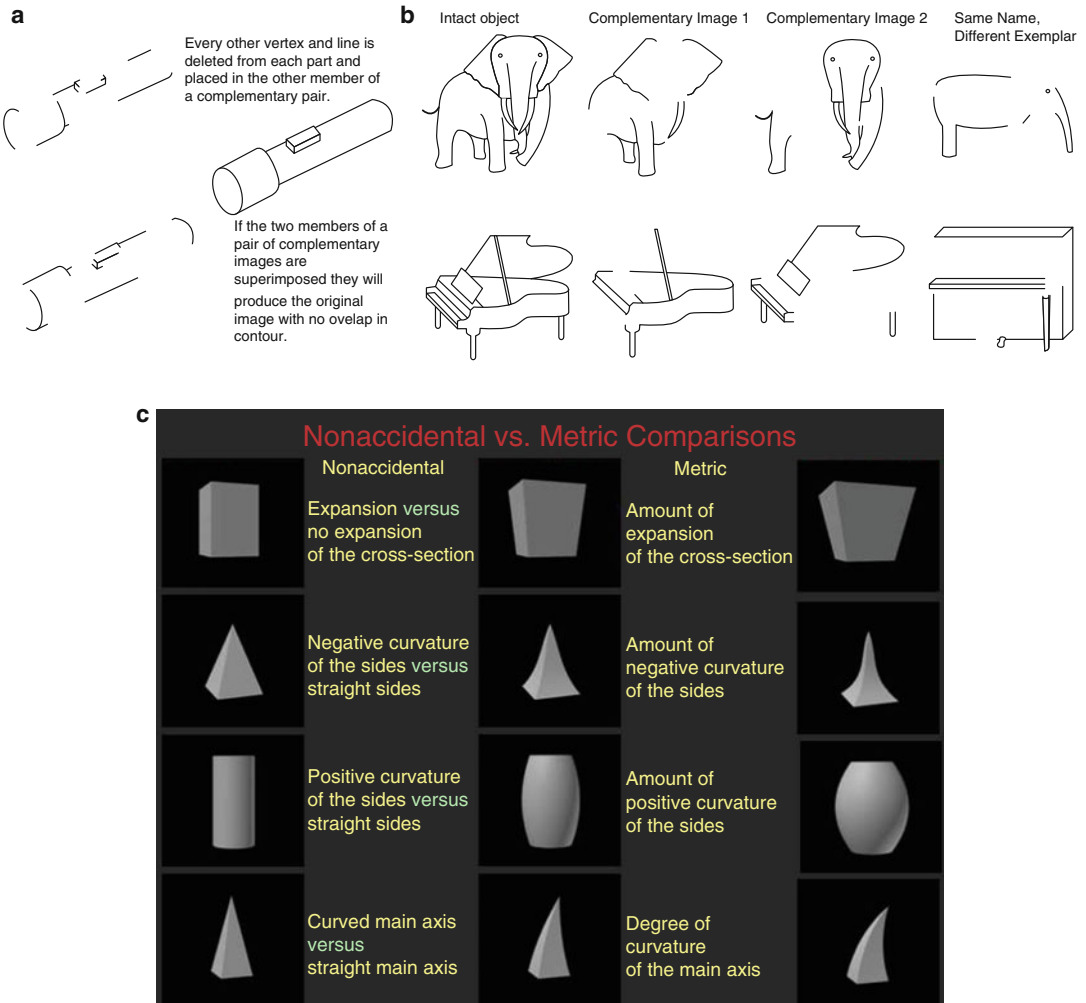 a
Every other vertex and line is
deleted from each part and
placed in the other member of
a complementary pair.
If the two members of a
pair of complementary
images are
superimposed they will
produce the original
image with no ovelap in
contour.
b
Intact object
Complementary Image 1
Complementary Image 2
Same Name,
Different Exemplar
c
Nonaccidental vs. Metric Comparisons
Nonaccidental
Metric
Expansion versus
no expansion
of the cross-section
Amount of
expansion
of the cross-section
Negative curvature
of the sides versus
straight sides
Amount of
negative curvature
of the sides
Positive curvature
of the sides versus
straight sides
Amount of
positive curvature
of the sides
Curved main axis
versus
straight main axis
Degree of
curvature
of the main axis